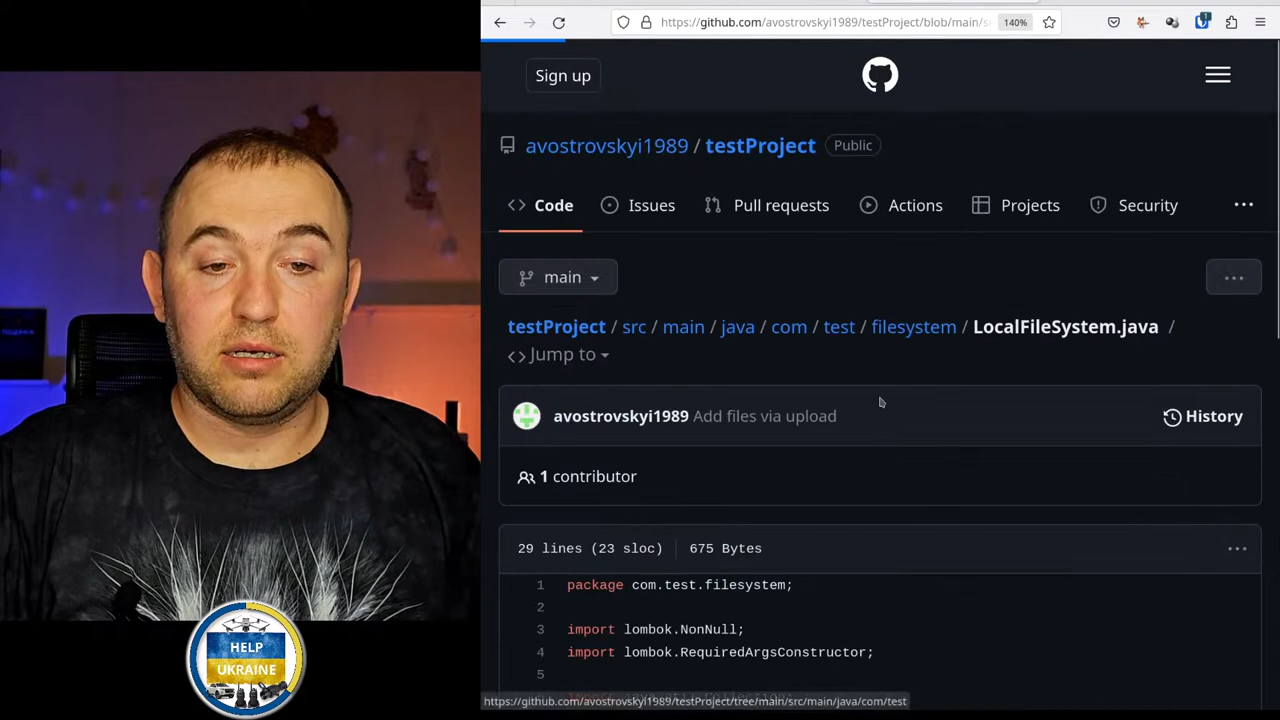 https://github.com/avostrovskyi1989/testProject/blob/main/s
140%
1
Sign up
avostrovskyi1989 / testProject Public
Code Issues Pull requests Actions Projects Security ...
main ...
testProject / src / main / java / com / test / filesystem / LocalFileSystem.java /
<> Jump to
avostrovskyi1989 Add files via upload History
1 contributor
29 lines (23 sloc) 675 Bytes ...
1 package com.test.filesystem;
2
3 import lombok.NonNull;
4 import lombok.RequiredArgsConstructor;
5
https://github.com/avostrovskyi1989/testProject/tree/main/src/main/java/com/test
HELP
UKRAINE